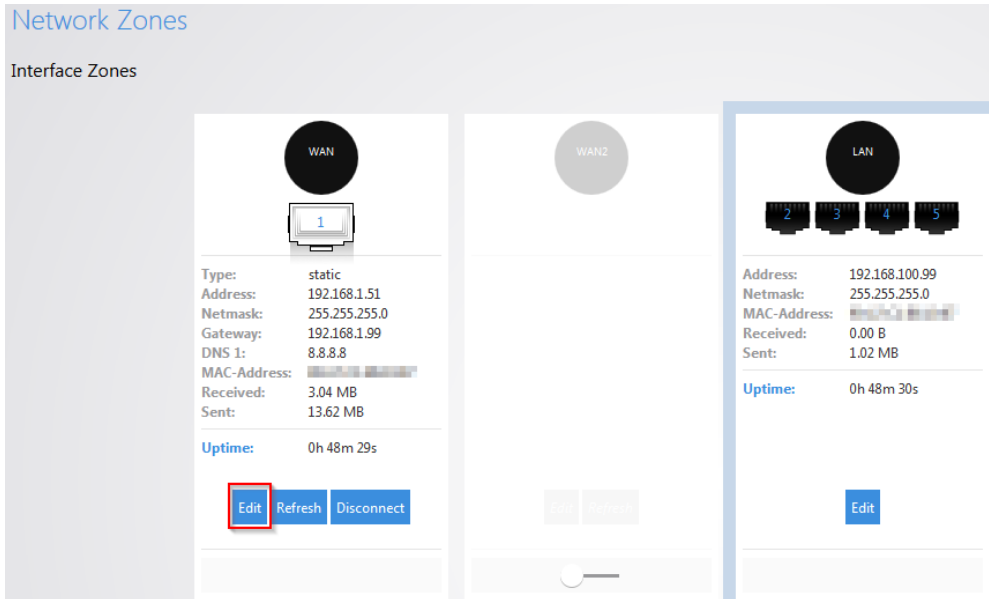 Network Zones
Interface Zones
WAN
1
Type: static
Address: 192.168.1.51
Netmask: 255.255.255.0
Gateway: 192.168.1.99
DNS 1: 8.8.8.8
MAC-Address:
Received: 3.04 MB
Sent: 13.62 MB
Uptime: 0h 48m 29s
Edit Refresh Disconnect
WAN2
Edit Refresh
LAN
2 3 4 5
Address: 192.168.100.99
Netmask: 255.255.255.0
MAC-Address:
Received: 0.00 B
Sent: 1.02 MB
Uptime: 0h 48m 30s
Edit